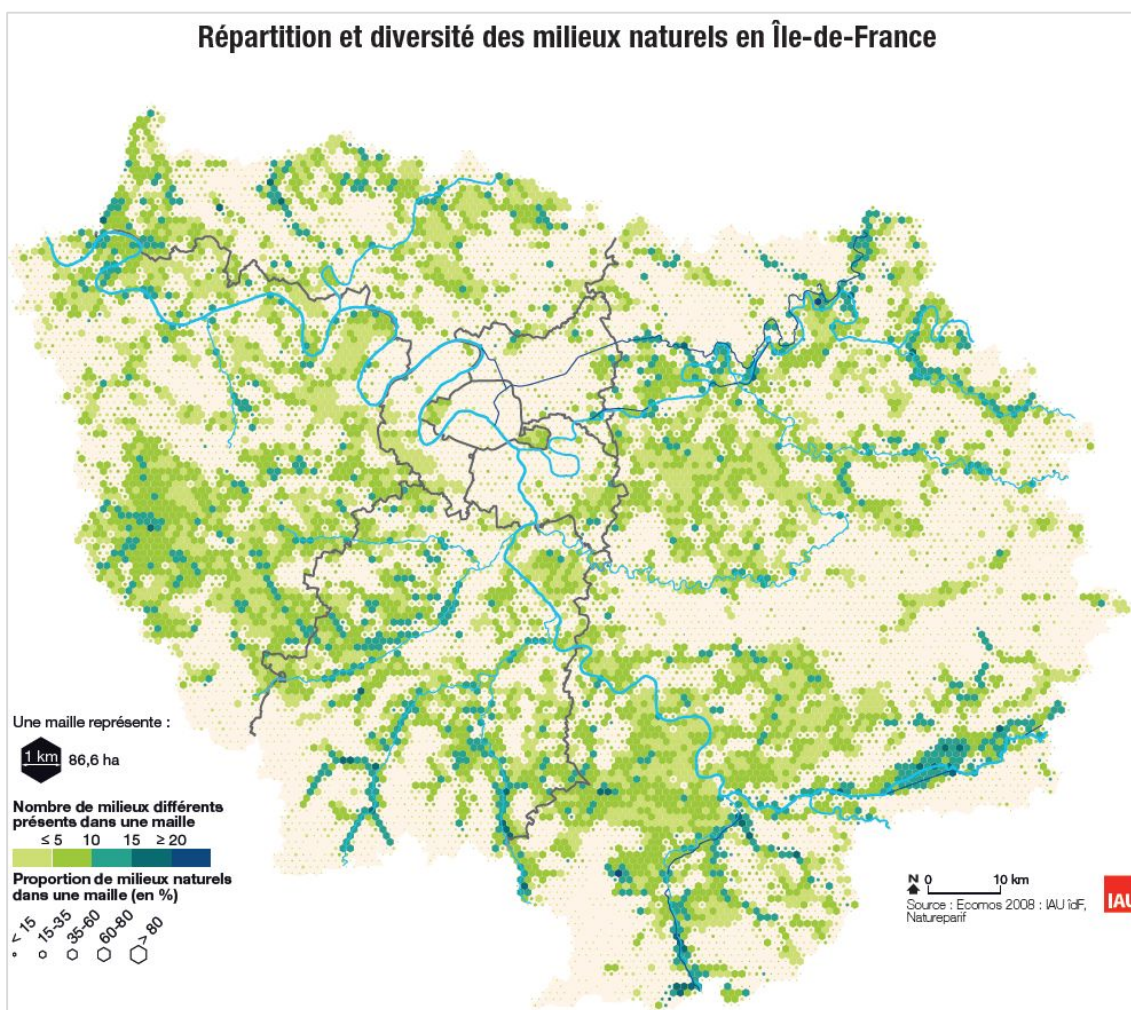 Répartition et diversité des milieux naturels en Île-de-France
Une maille représente :
1 km
86,6 ha
Nombre de milieux différents
présents dans une maille
≤ 5 10 15 ≥ 20
Proportion de milieux naturels
dans une maille (en %)
< 15 15-35 35-60 60-80 > 80
N 0 10 km
Source : Ecomos 2008 : IAU îdF,
Natureparif
IAU